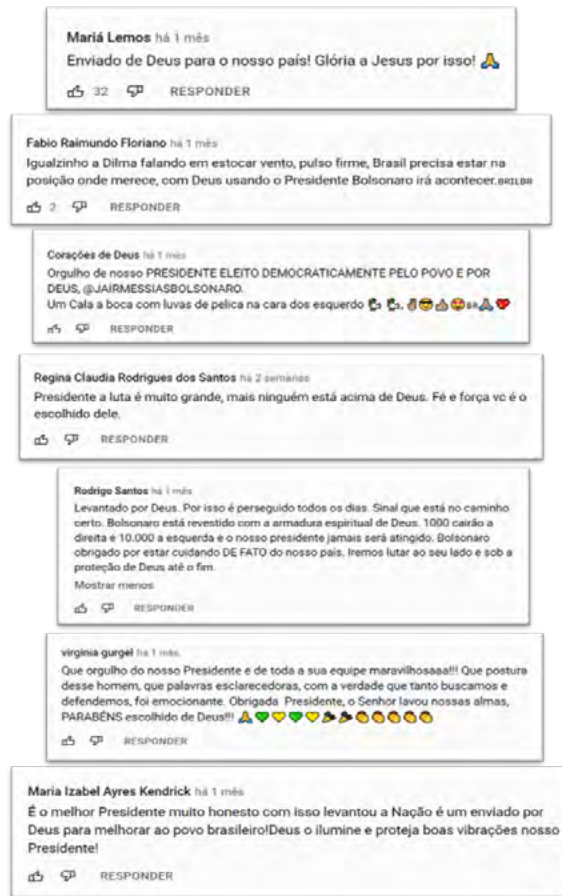 Mariá Lemos há 1 mês
Enviado de Deus para o nosso país! Glória a Jesus por isso! 🙏
32 RESPONDER
Fabio Raimundo Floriano há 1 mês
Igualzinho a Dilma falando em estocar vento, pulso firme, Brasil precisa estar na
posição onde merece, com Deus usando o Presidente Bolsonaro irá acontecer.BRILBR
2 RESPONDER
Corações de Deus há 1 mês
Orgulho de nosso PRESIDENTE ELEITO DEMOCRATICAMENTE PELO POVO E POR
DEUS, @JAIRMESSIASBOLSONARO.
Um Cala a boca com luvas de pelica na cara dos esquerdo BR
RESPONDER
Regina Claudia Rodrigues dos Santos há 2 semanas
Presidente a luta é muito grande, mais ninguém está acima de Deus. Fé e força vc é o
escolhido dele.
RESPONDER
Rodrigo Santos há 1 mês
Levantado por Deus. Por isso é perseguido todos os dias. Sinal que está no caminho
certo. Bolsonaro está revestido com a armadura espiritual de Deus. 1000 cairão a
direita e 10.000 a esquerda e o nosso presidente jamais será atingido. Bolsonaro
obrigado por estar cuidando DE FATO do nosso país. Iremos lutar ao seu lado e sob a
proteção de Deus até o fim.
Mostrar menos
RESPONDER
virginia gurgel há 1 mês
Que orgulho do nosso Presidente e de toda a sua equipe maravilhosaaa!!! Que postura
desse homem, que palavras esclarecedoras, com a verdade que tanto buscamos e
defendemos, foi emocionante. Obrigada Presidente, o Senhor lavou nossas almas,
PARABÉNS escolhido de Deus!!! 🙏💚💛💚💛🎉🎉👏👏👏👏👏
RESPONDER
Maria Izabel Ayres Kendrick há 1 mês
É o melhor Presidente muito honesto com isso levantou a Nação é um enviado por
Deus para melhorar ao povo brasileiro!Deus o ilumine e proteja boas vibrações nosso
Presidente!
RESPONDER